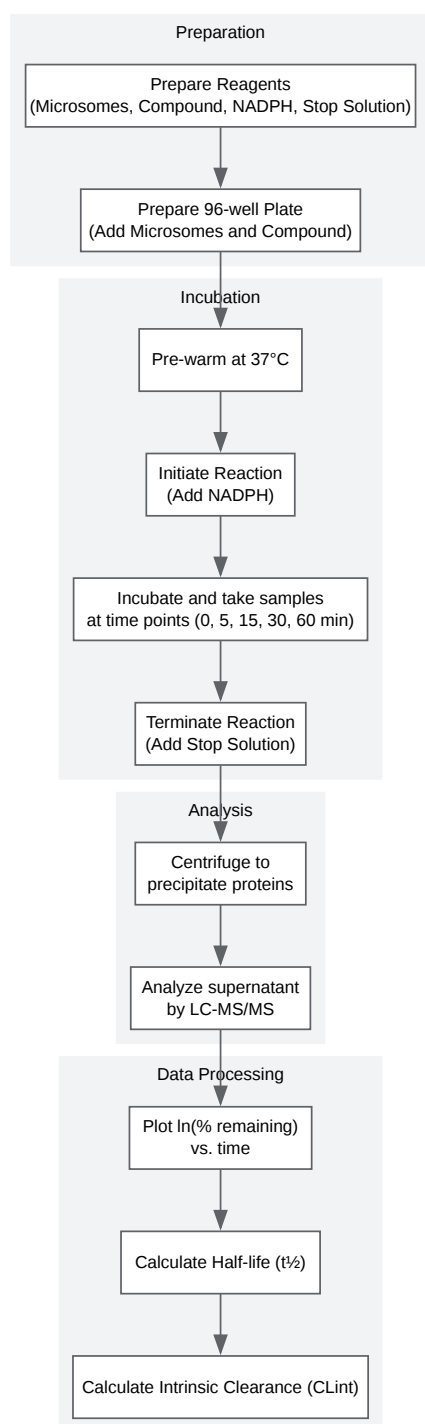 Preparation
Prepare Reagents
(Microsomes, Compound, NADPH, Stop Solution)
Prepare 96-well Plate
(Add Microsomes and Compound)
Incubation
Pre-warm at 37°C
Initiate Reaction
(Add NADPH)
Incubate and take samples
at time points (0, 5, 15, 30, 60 min)
Terminate Reaction
(Add Stop Solution)
Analysis
Centrifuge to
precipitate proteins
Analyze supernatant
by LC-MS/MS
Data Processing
Plot ln(% remaining)
vs. time
Calculate Half-life (t½)
Calculate Intrinsic Clearance (CLint)